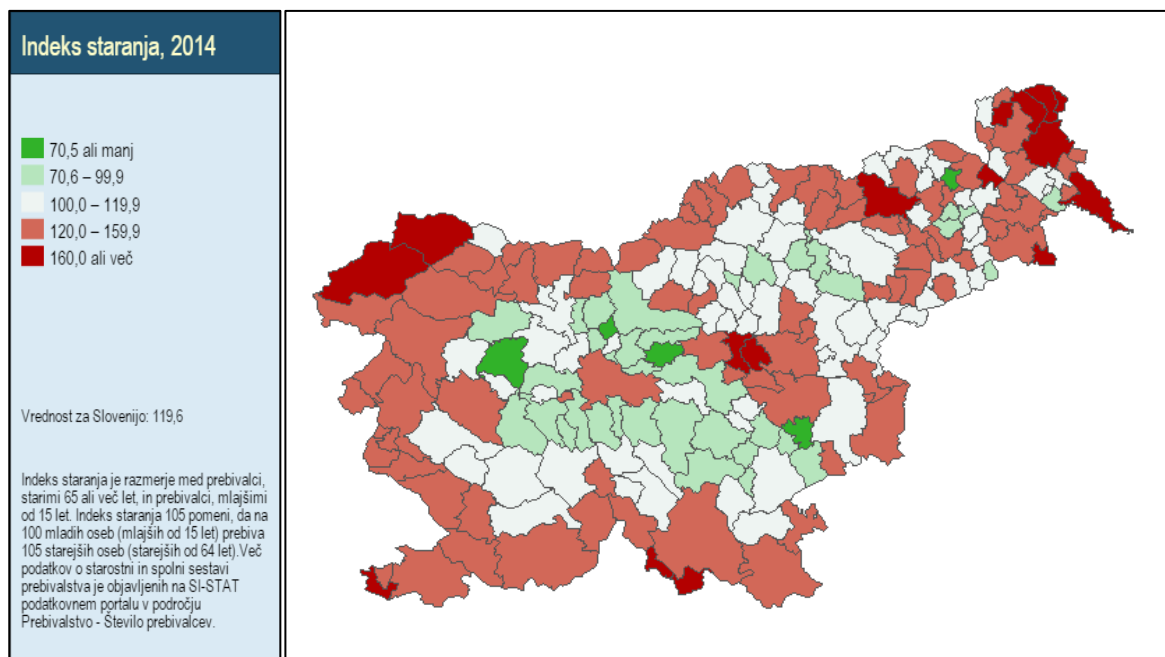 Indeks staranja, 2014
70,5 ali manj
70,6 – 99,9
100,0 – 119,9
120,0 – 159,9
160,0 ali več
Vrednost za Slovenijo: 119,6
Indeks staranja je razmerje med prebivalci,
starimi 65 ali več let, in prebivalci, mlajšimi
od 15 let. Indeks staranja 105 pomeni, da na
100 mladih oseb (mlajših od 15 let) prebiva
105 starejših oseb (starejših od 64 let).Več
podatkov o starostni in spolni sestavi
prebivalstva je objavljenih na SI-STAT
podatkovnem portalu v področju
Prebivalstvo - Število prebivalcev.